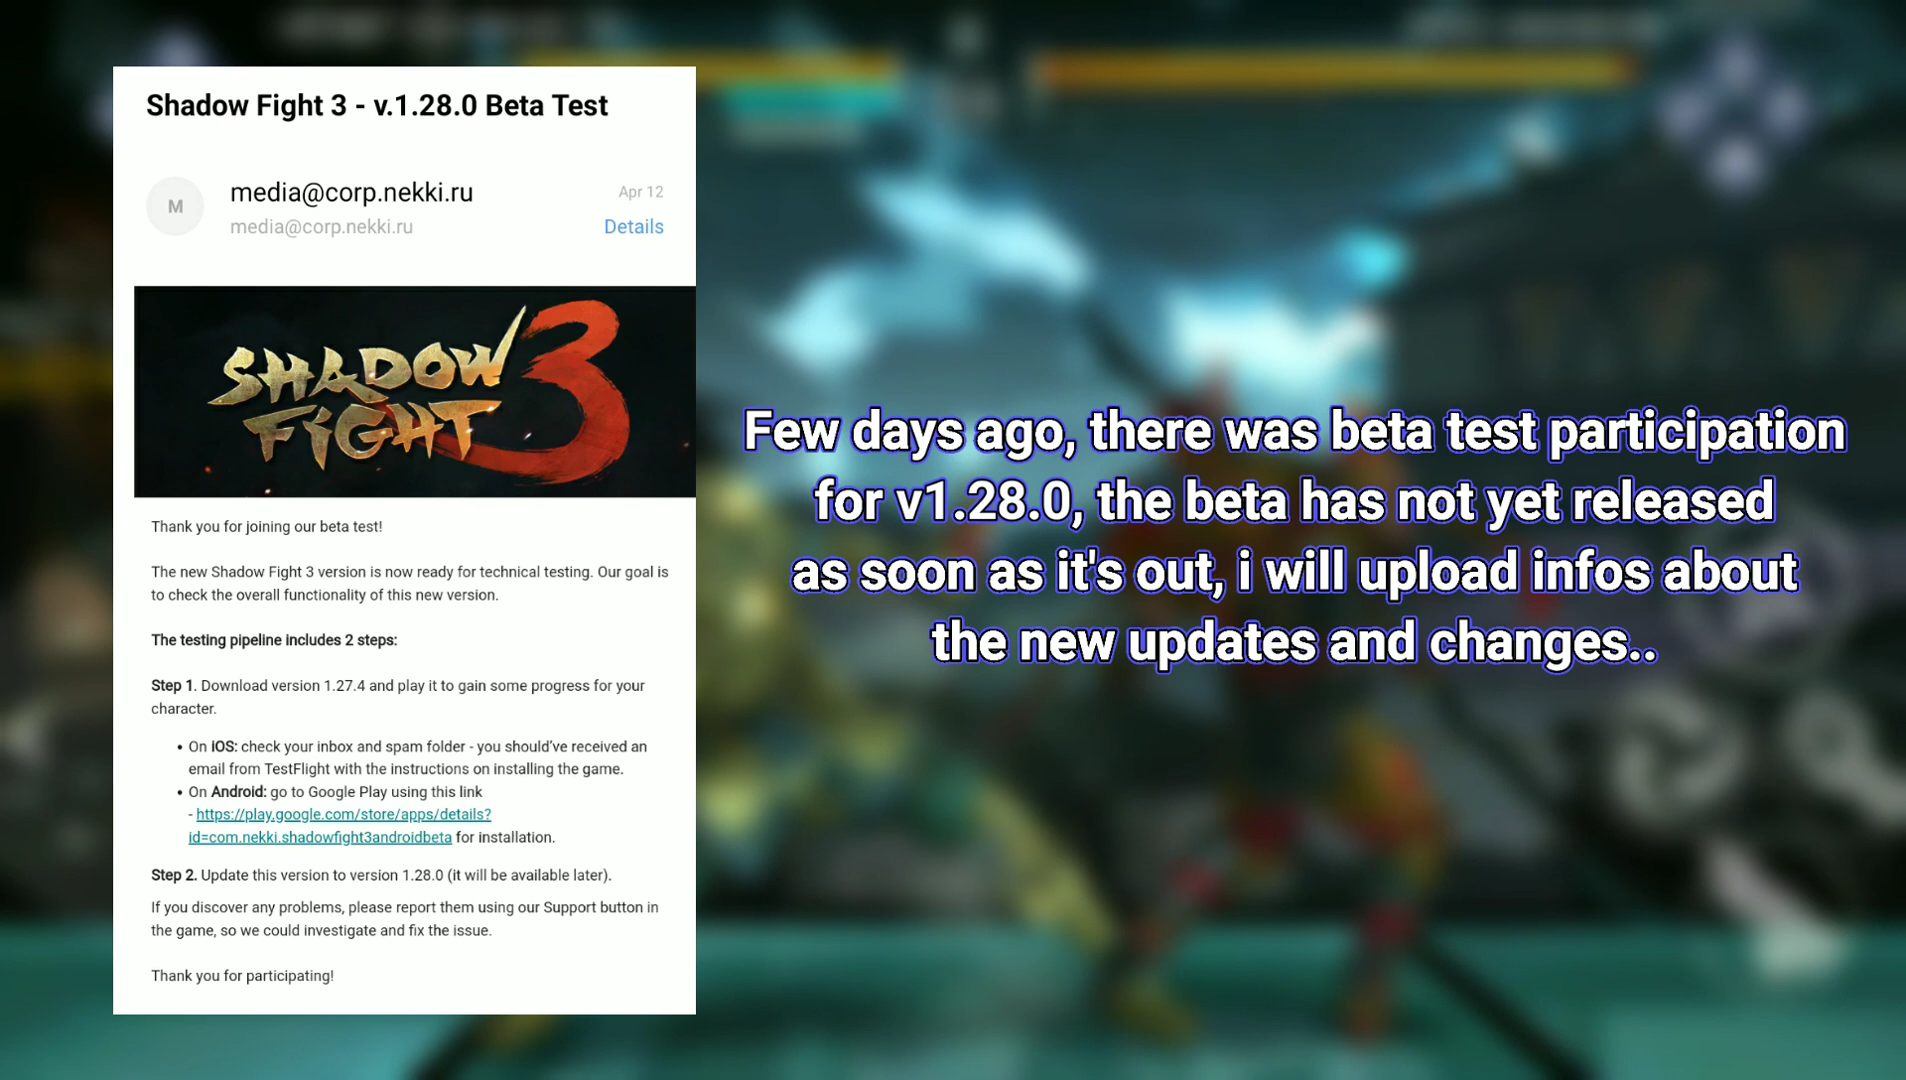 Shadow Fight 3 - v.1.28.0 Beta Test
M
media@corp.nekki.ru
Apr 12
media@corp.nekki.ru
Details
SHADOW
FiGHT 3
Thank you for joining our beta test!
The new Shadow Fight 3 version is now ready for technical testing. Our goal is
to check the overall functionality of this new version.
The testing pipeline includes 2 steps:
Step 1. Download version 1.27.4 and play it to gain some progress for your
character.
• On iOS: check your inbox and spam folder - you should've received an
email from TestFlight with the instructions on installing the game.
• On Android: go to Google Play using this link
- https://play.google.com/store/apps/details?
id=com.nekki.shadowfight3androidbeta for installation.
Step 2. Update this version to version 1.28.0 (it will be available later).
If you discover any problems, please report them using our Support button in
the game, so we could investigate and fix the issue.
Thank you for participating!
Few days ago, there was beta test participation
for v1.28.0, the beta has not yet released
as soon as it's out, i will upload infos about
the new updates and changes..